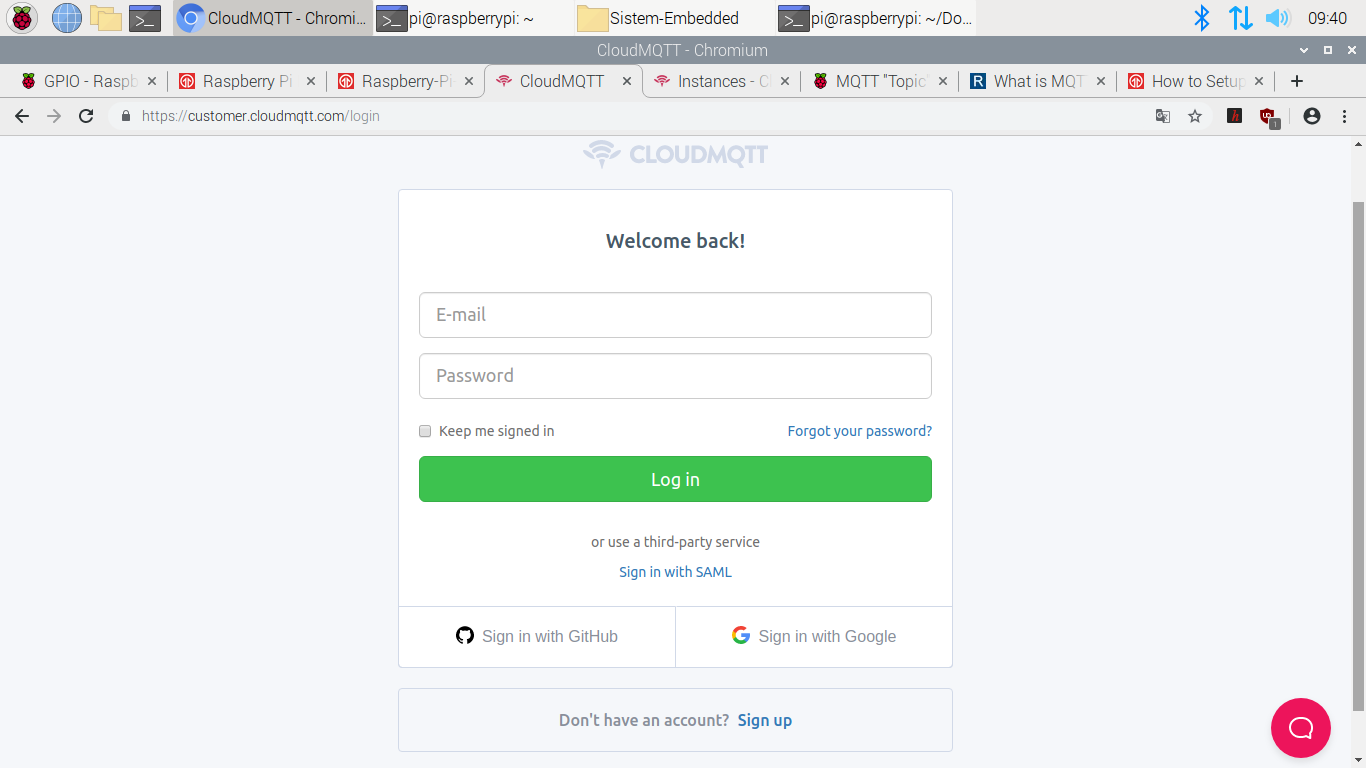 CloudMQTT - Chromi... pi@raspberrypi: ~ Sistem-Embedded pi@raspberrypi: ~/Do... 09:40
CloudMQTT - Chromium
GPIO - Raspb Raspberry Pi Raspberry-Pi CloudMQTT Instances - Cl MQTT "Topic" What is MQT How to Setup
https://customer.cloudmqtt.com/login
CLOUDMQTT
Welcome back!
E-mail
Password
Keep me signed in Forgot your password?
Log in
or use a third-party service
Sign in with SAML
Sign in with GitHub Sign in with Google
Don't have an account? Sign up